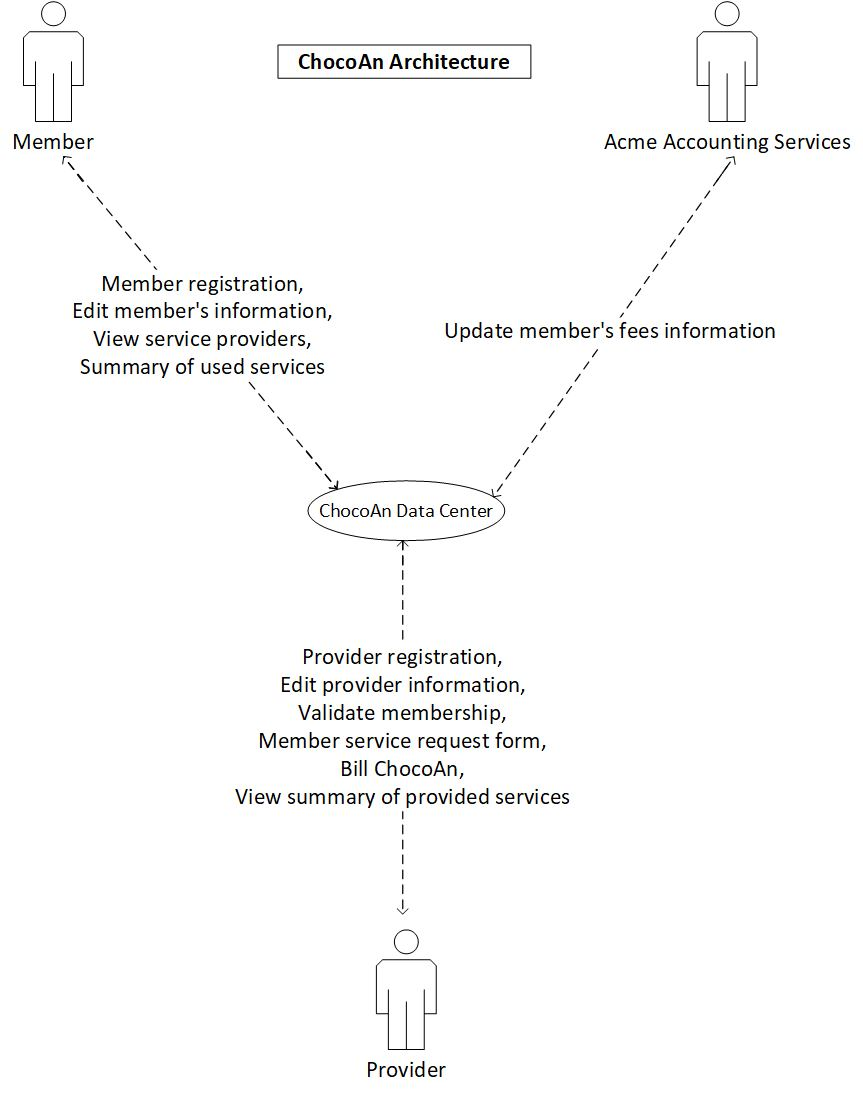 ChocoAn Architecture
Member
Acme Accounting Services
Member registration,
Edit member's information,
View service providers,
Summary of used services
Update member's fees information
ChocoAn Data Center
Provider registration,
Edit provider information,
Validate membership,
Member service request form,
Bill ChocoAn,
View summary of provided services
Provider